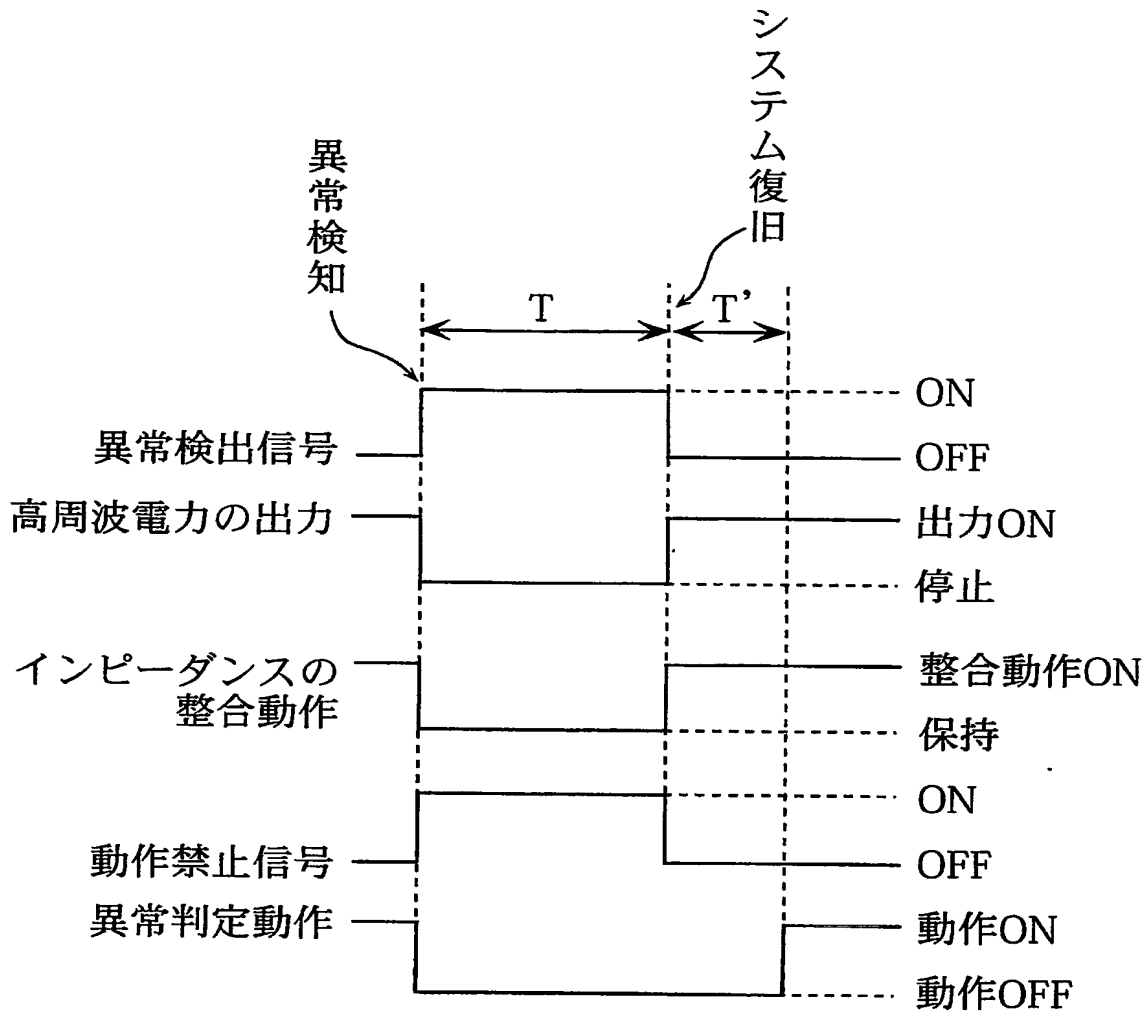 システム復旧
異常検知
T
T'
ON
異常検出信号
OFF
高周波電力の出力
出力ON
停止
インピーダンスの
整合動作
整合動作ON
保持
ON
動作禁止信号
OFF
異常判定動作
動作ON
動作OFF